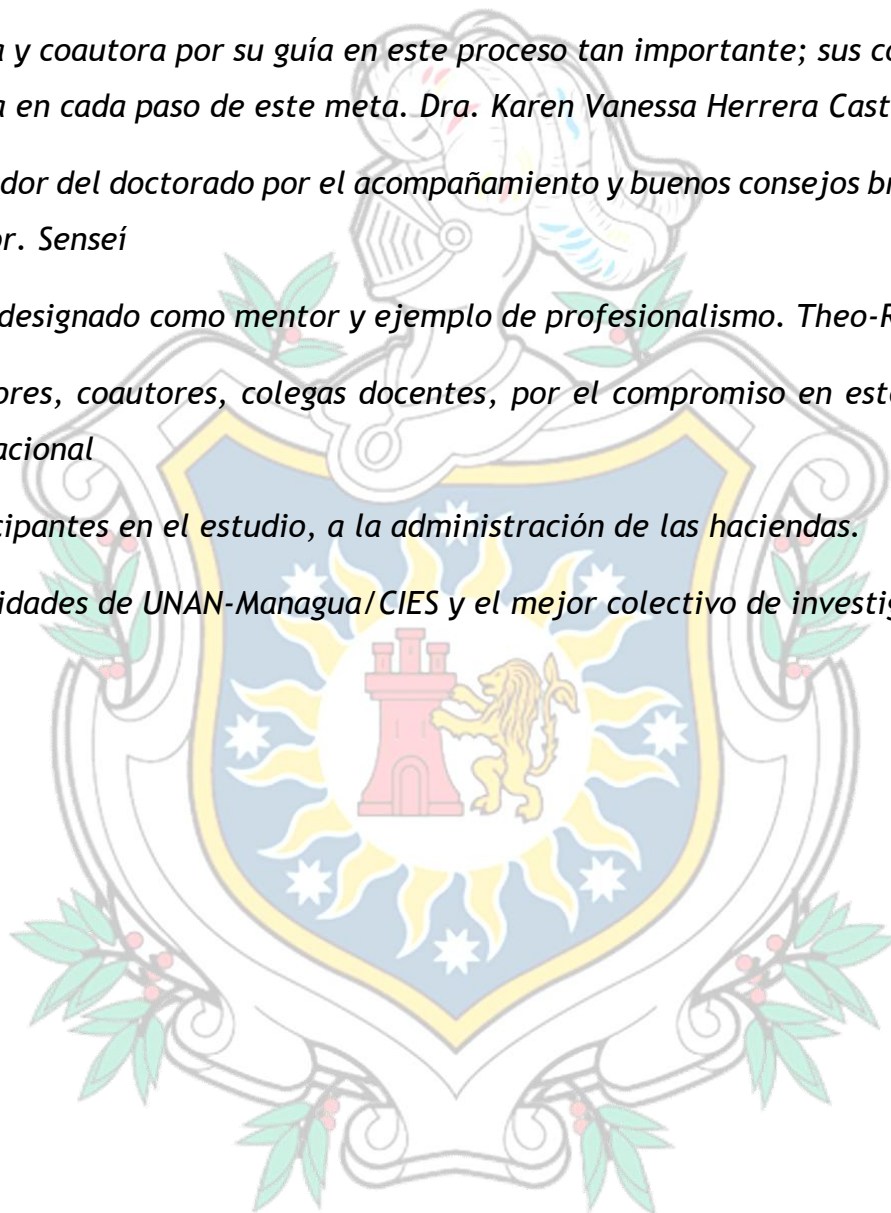 a y coautora por su guía en este proceso tan importante; sus co
a en cada paso de este meta. Dra. Karen Vanessa Herrera Cast
dor del doctorado por el acompañamiento y buenos consejos br
or. Senseí
designado como mentor y ejemplo de profesionalismo. Theo-R
ores, coautores, colegas docentes, por el compromiso en est
acional
cipantes en el estudio, a la administración de las haciendas.
idades de UNAN-Managua/CIES y el mejor colectivo de investig